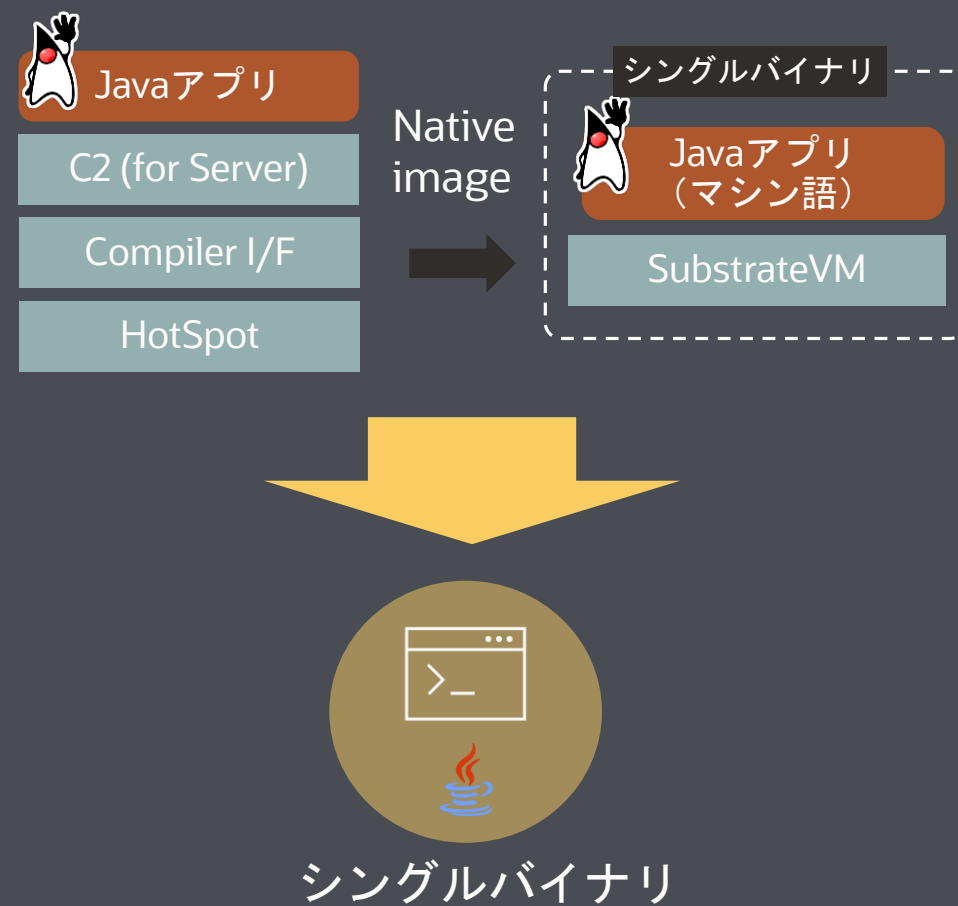 Javaアプリ
C2 (for Server)
Compiler I/F
HotSpot
Native
image
シングルバイナリ
Javaアプリ
（マシン語）
SubstrateVM
シングルバイナリ